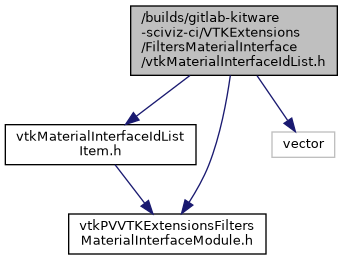 /builds/gitlab-kitware
-sciviz-ci/VTKExtensions
/FiltersMaterialInterface
/vtkMaterialInterfaceIdList.h
vtkMaterialInterfaceIdList
Item.h
vector
vtkPVVTKExtensionsFilters
MaterialInterfaceModule.h